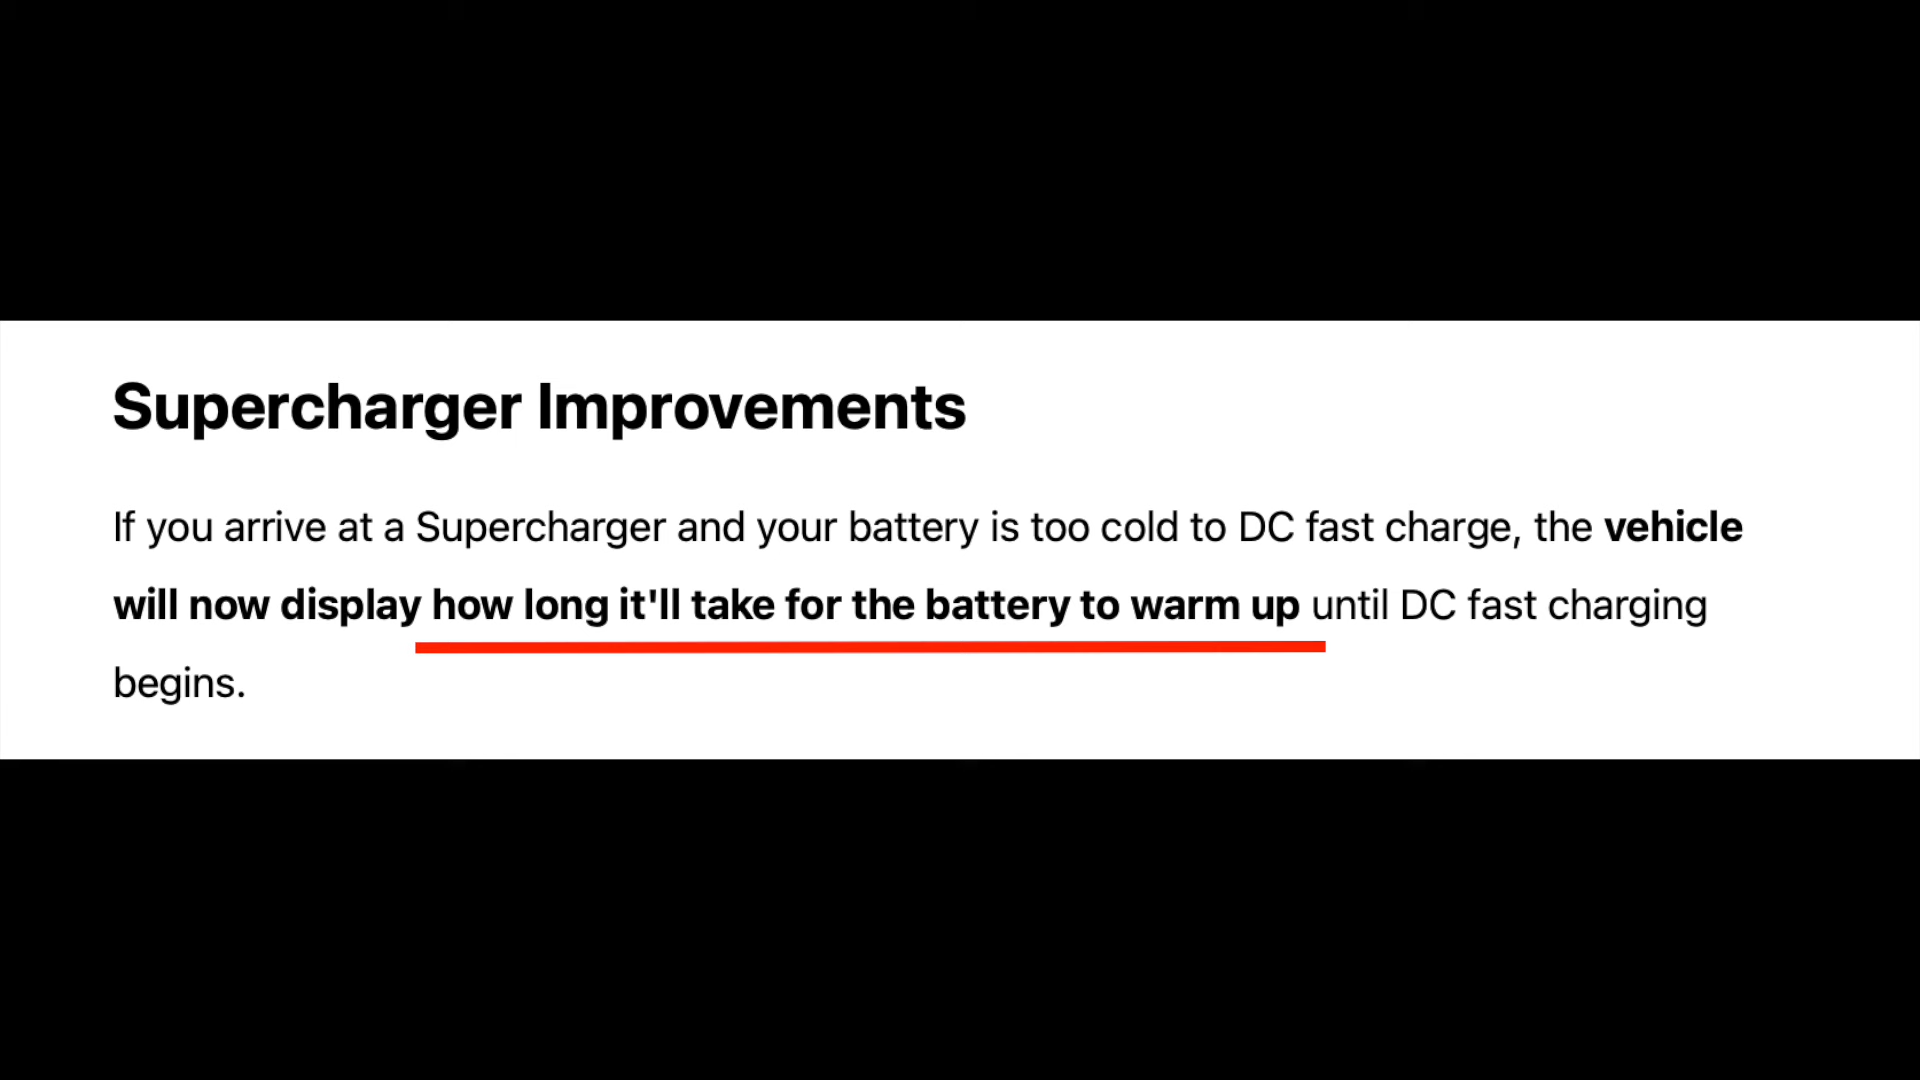 Supercharger Improvements
If you arrive at a Supercharger and your battery is too cold to DC fast charge, the vehicle
will now display how long it'll take for the battery to warm up until DC fast charging
begins.